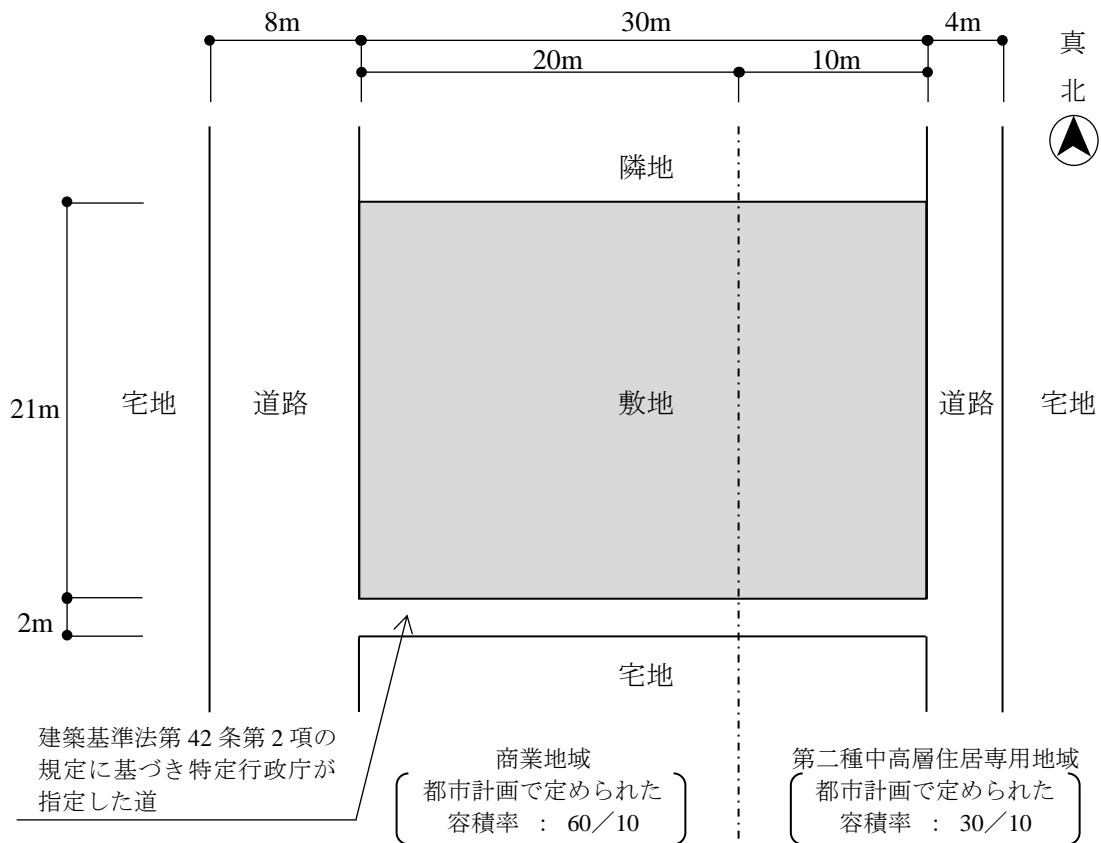 8m
30m
4m
20m
10m
真
北
隣地
21m
宅地
道路
敷地
道路
宅地
2m
宅地
建築基準法第 42 条第 2 項の
規定に基づき特定行政庁が
指定した道
商業地域
都市計画で定められた
容積率 : 60/10
第二種中高層住居専用地域
都市計画で定められた
容積率 : 30/10